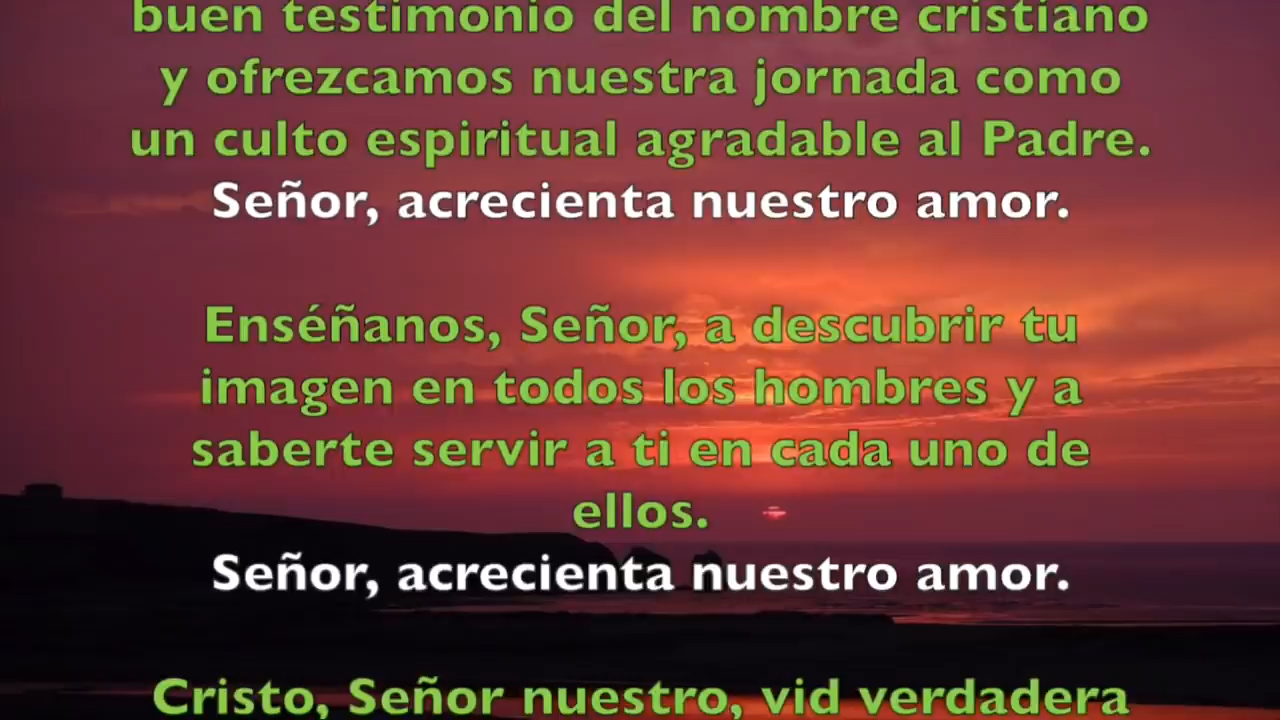 buen testimonio del nombre cristiano
y ofrezcamos nuestra jornada como
un culto espiritual agradable al Padre.
Señor, acrecienta nuestro amor.
Enséñanos, Señor, a descubrir tu
imagen en todos los hombres y a
saberte servir a ti en cada uno de
ellos.
Señor, acrecienta nuestro amor.
Cristo, Señor nuestro, vid verdadera